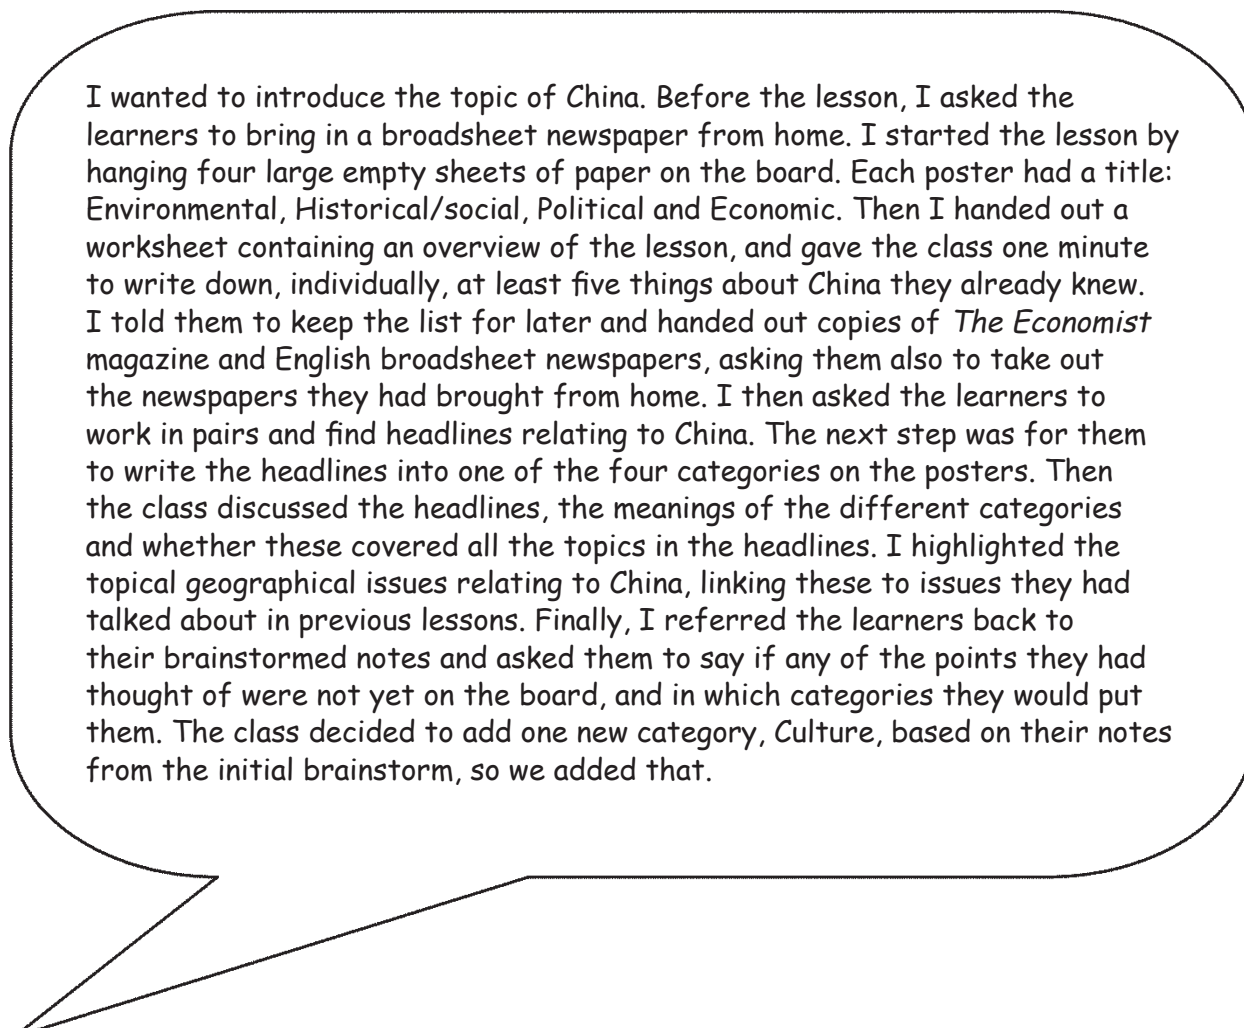 I wanted to introduce the topic of China. Before the lesson, I asked the
learners to bring in a broadsheet newspaper from home. I started the lesson by
hanging four large empty sheets of paper on the board. Each poster had a title:
Environmental, Historical/social, Political and Economic. Then I handed out a
worksheet containing an overview of the lesson, and gave the class one minute
to write down, individually, at least five things about China they already knew.
I told them to keep the list for later and handed out copies of The Economist
magazine and English broadsheet newspapers, asking them also to take out
the newspapers they had brought from home. I then asked the learners to
work in pairs and find headlines relating to China. The next step was for them
to write the headlines into one of the four categories on the posters. Then
the class discussed the headlines, the meanings of the different categories
and whether these covered all the topics in the headlines. I highlighted the
topical geographical issues relating to China, linking these to issues they had
talked about in previous lessons. Finally, I referred the learners back to
their brainstormed notes and asked them to say if any of the points they had
thought of were not yet on the board, and in which categories they would put
them. The class decided to add one new category, Culture, based on their notes
from the initial brainstorm, so we added that.